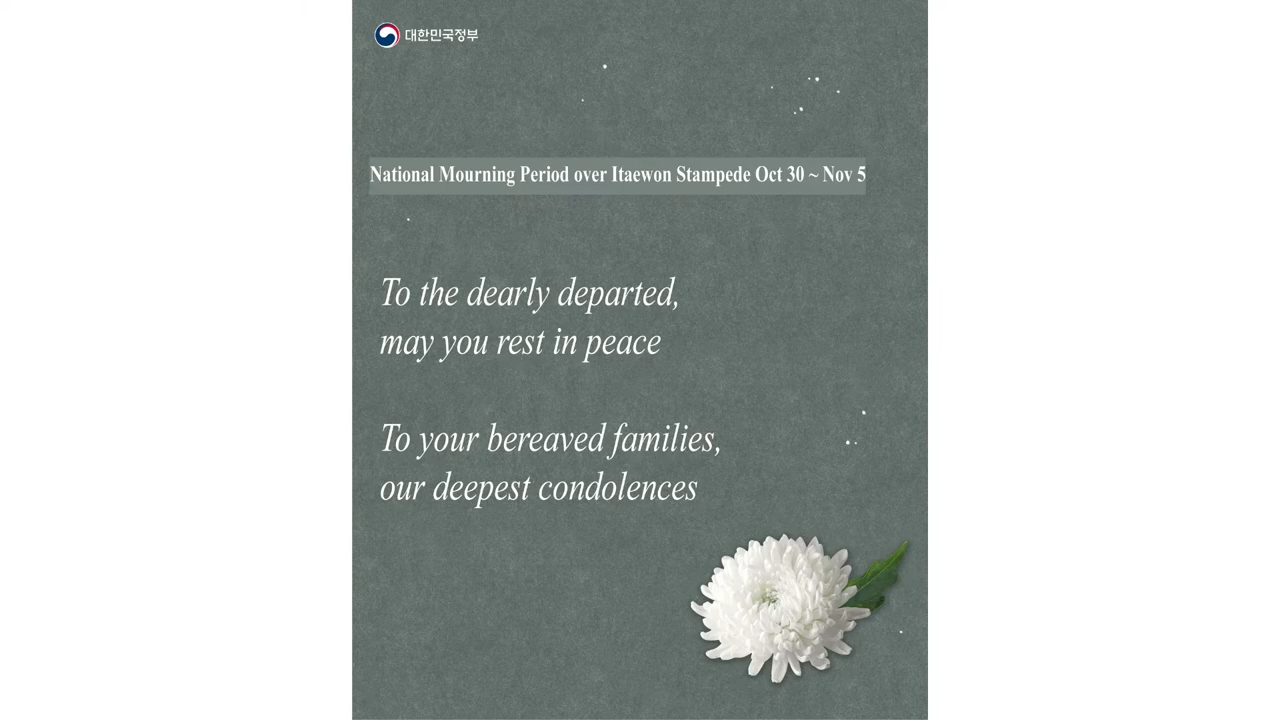 대한민국정부
National Mourning Period over Itaewon Stampede Oct 30 ~ Nov 5
To the dearly departed,
may you rest in peace
To your bereaved families,
our deepest condolences